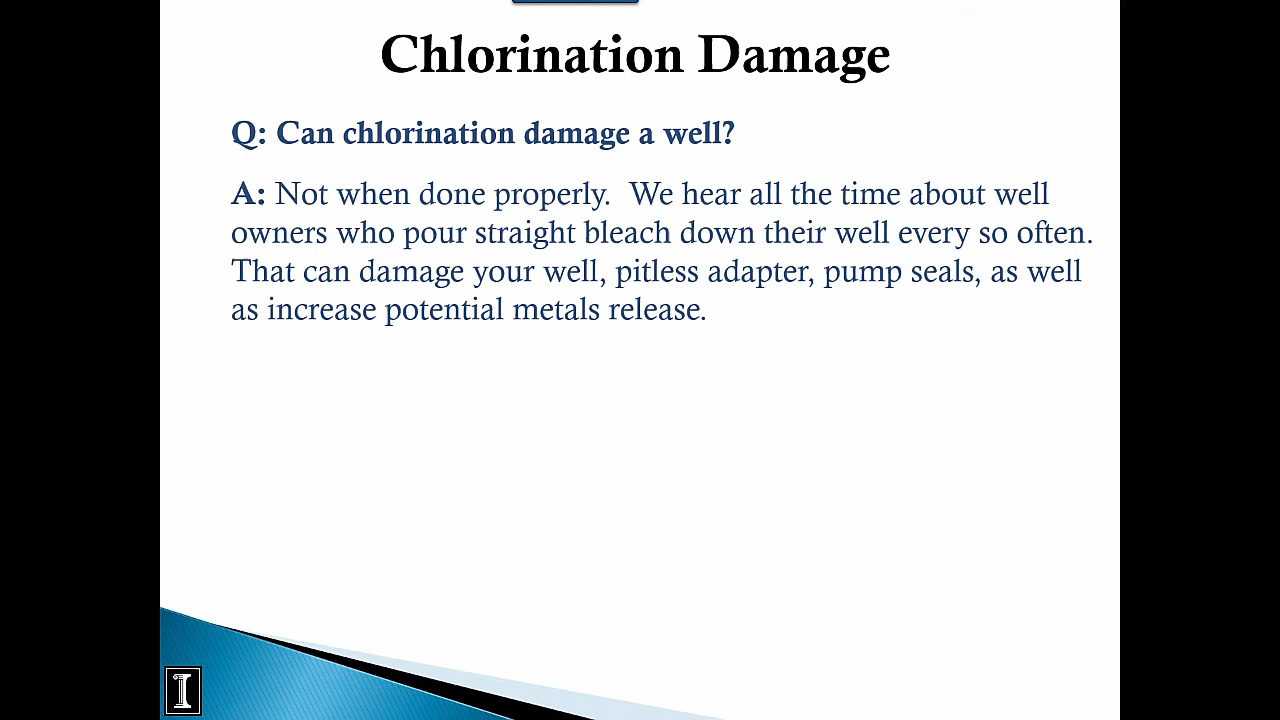 Chlorination Damage
Q: Can chlorination damage a well?
A: Not when done properly.  We hear all the time about well
owners who pour straight bleach down their well every so often.
That can damage your well, pitless adapter, pump seals, as well
as increase potential metals release.
I